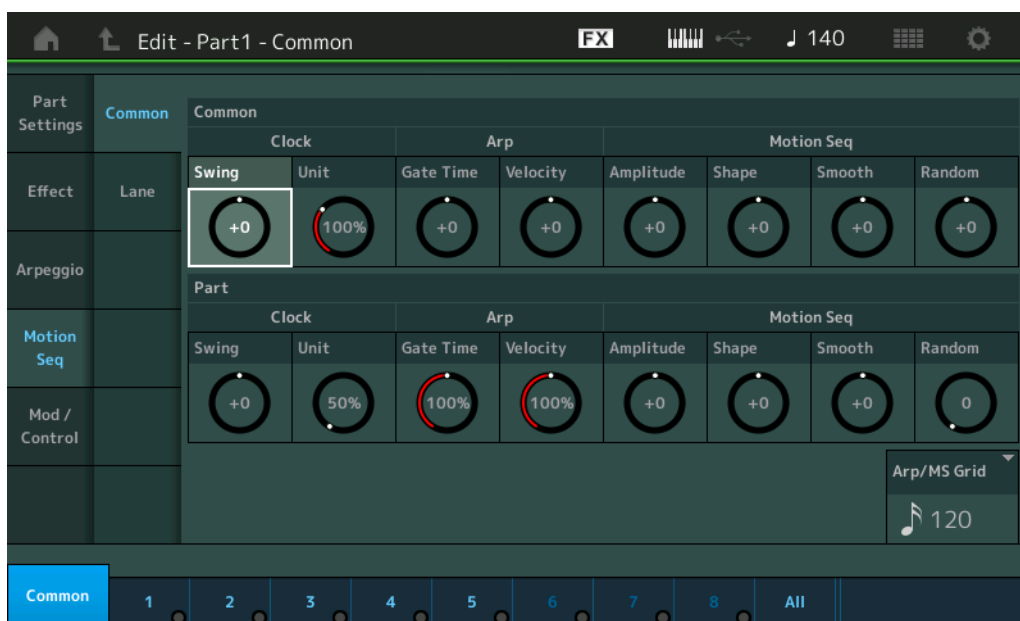 Edit - Part1 - Common FX 140
Part Settings
Effect
Arpeggio
Motion Seq
Mod / Control
Common
Lane
Common
Clock Arp Motion Seq
Swing Unit Gate Time Velocity Amplitude Shape Smooth Random
+0 100% +0 +0 +0 +0 +0 +0
Part
Clock Arp Motion Seq
Swing Unit Gate Time Velocity Amplitude Shape Smooth Random
+0 50% 100% 100% +0 +0 +0 0
Arp/MS Grid
120
Common 1 2 3 4 5 6 7 8 All